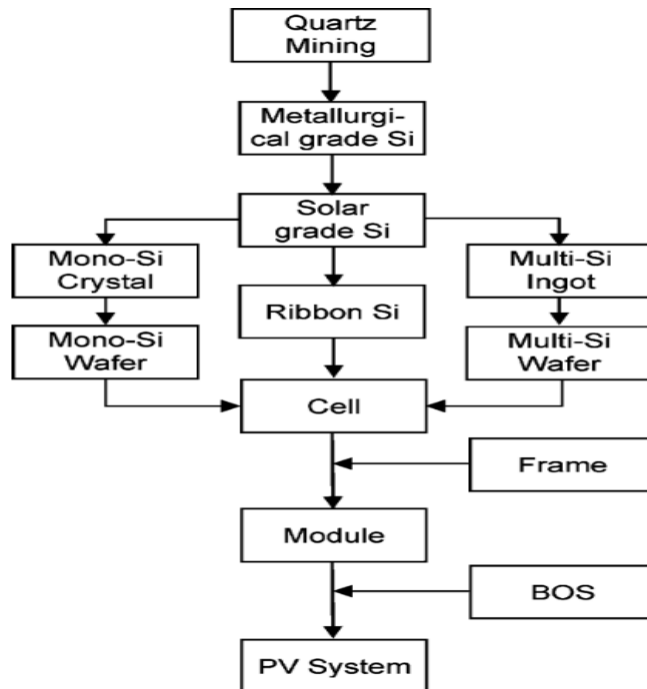 Quartz
Mining
Metallurgi-
cal grade Si
Solar
grade Si
Mono-Si
Crystal
Multi-Si
Ingot
Ribbon Si
Mono-Si
Wafer
Multi-Si
Wafer
Cell
Frame
Module
BOS
PV System